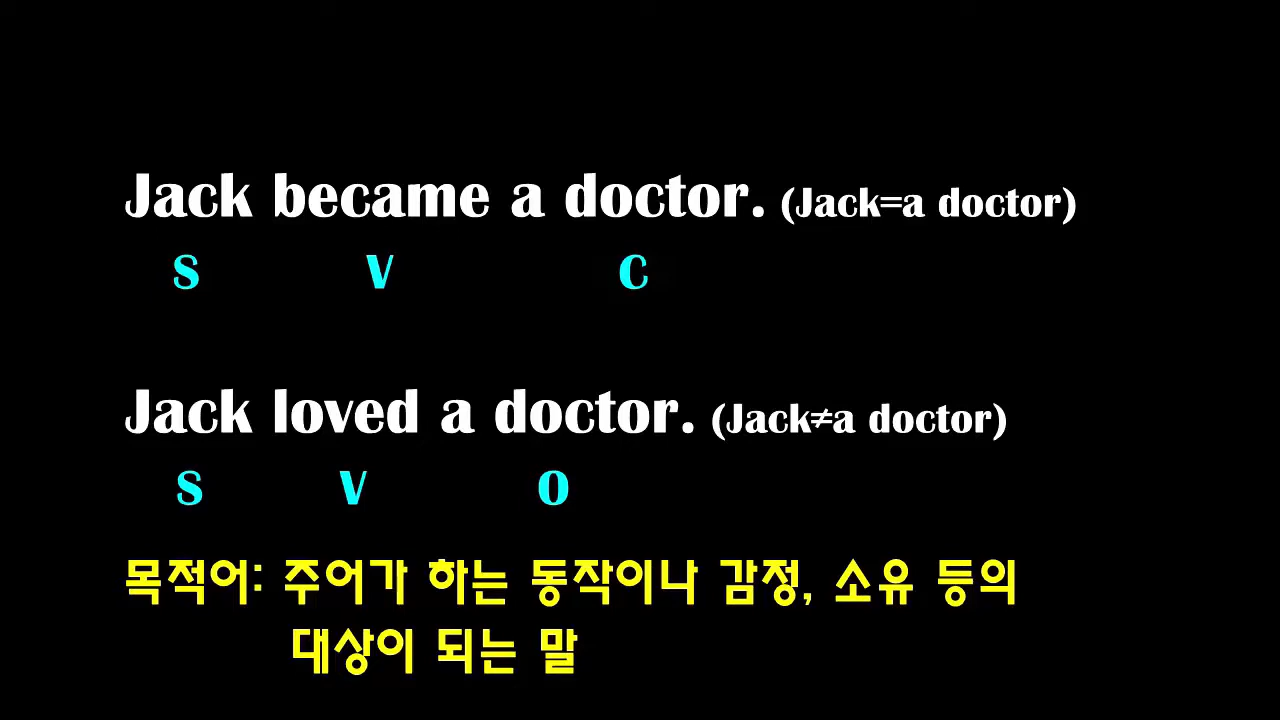 Jack became a doctor. (Jack=a doctor)
S V C
Jack loved a doctor. (Jack≠a doctor)
S V O
목적어: 주어가 하는 동작이나 감정, 소유 등의
대상이 되는 말